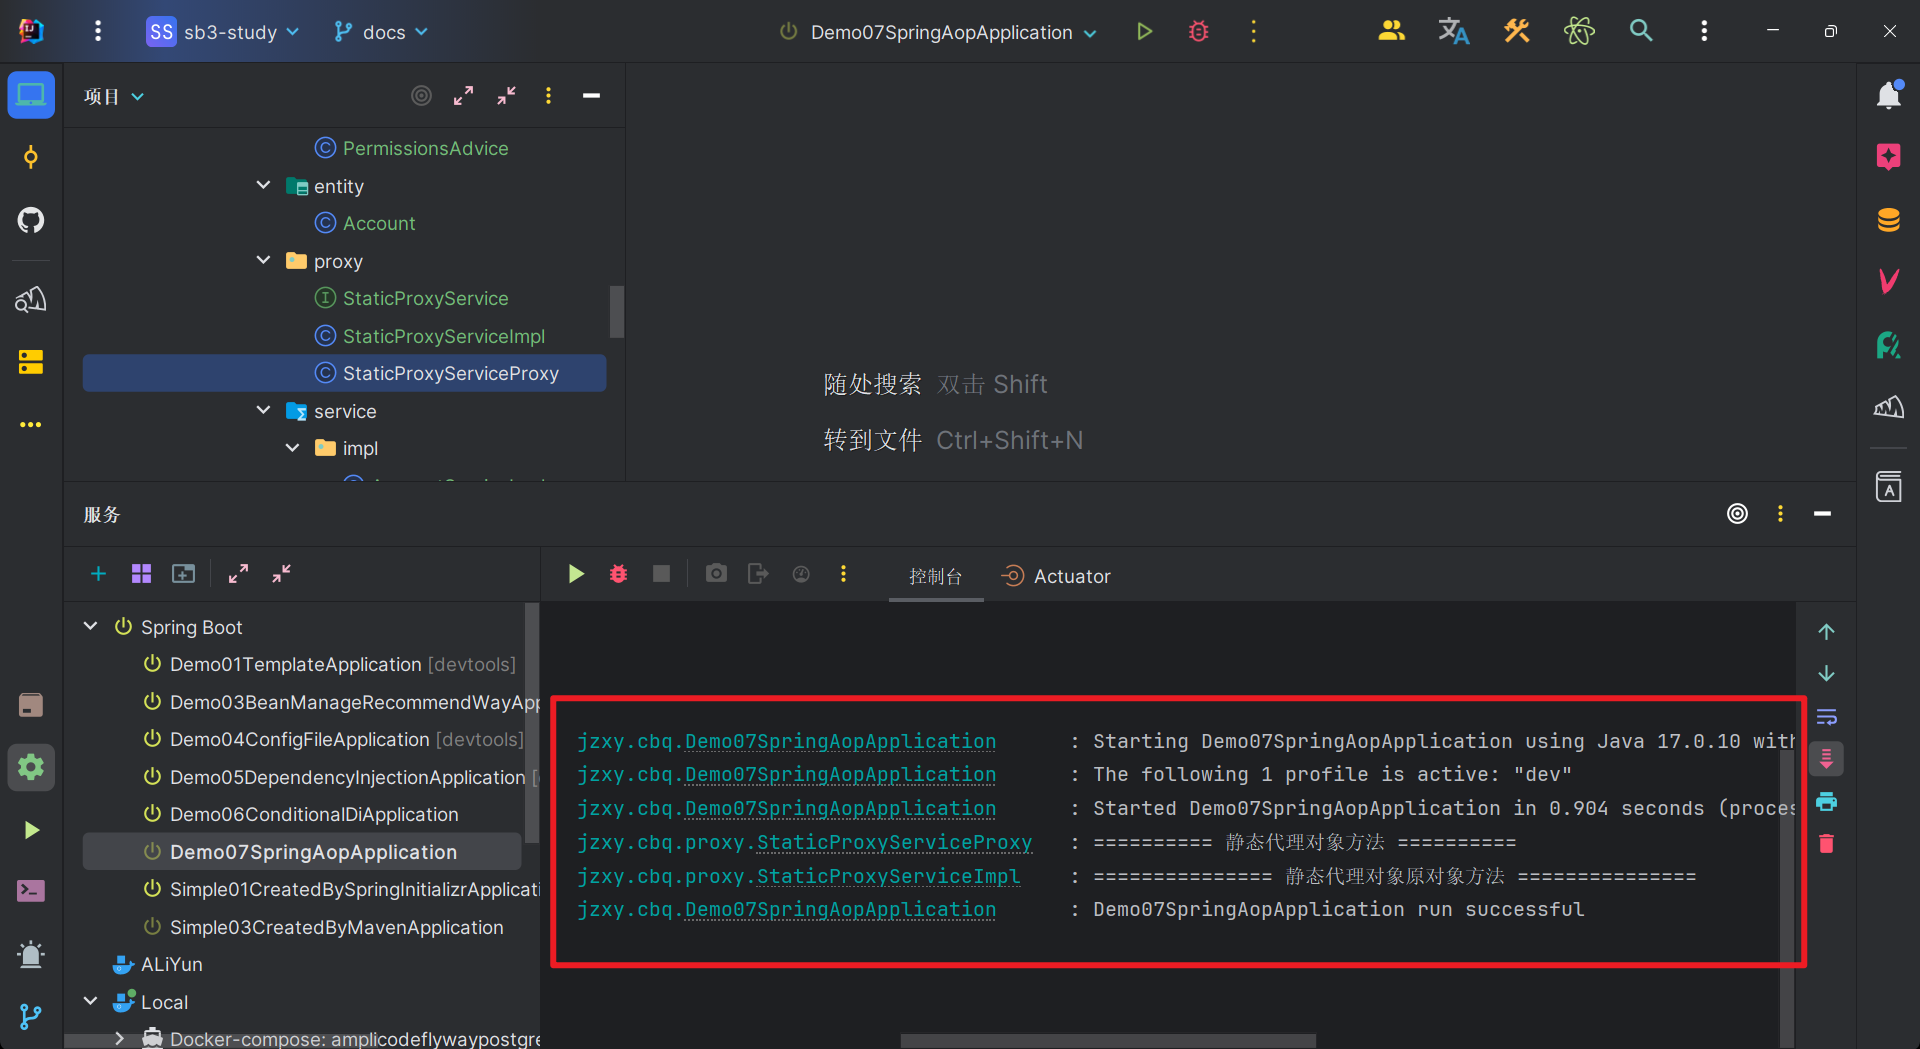 SS sb3-study
docs
Demo07SpringAopApplication
项目
PermissionsAdvice
entity
Account
proxy
StaticProxyService
StaticProxyServiceImpl
StaticProxyServiceProxy
service
impl
随处搜索 双击 Shift
转到文件 Ctrl+Shift+N
服务
控制台
Actuator
Spring Boot
Demo01TemplateApplication [devtools]
Demo03BeanManageRecommendWayApp
Demo04ConfigFileApplication [devtools]
Demo05DependencyInjectionApplication [
Demo06ConditionalDiApplication
Demo07SpringAopApplication
Simple01CreatedBySpringInitializrApplicati
Simple03CreatedByMavenApplication
ALiYun
Local
Docker-compose: amplicodeflywaypostgre
jzxy.cbq.Demo07SpringAopApplication : Starting Demo07SpringAopApplication using Java 17.0.10 with
jzxy.cbq.Demo07SpringAopApplication : The following 1 profile is active: "dev"
jzxy.cbq.Demo07SpringAopApplication : Started Demo07SpringAopApplication in 0.904 seconds (proces
jzxy.cbq.proxy.StaticProxyServiceProxy : ========== 静态代理对象方法 ==========
jzxy.cbq.proxy.StaticProxyServiceImpl : =============== 静态代理对象原对象方法 ===============
jzxy.cbq.Demo07SpringAopApplication : Demo07SpringAopApplication run successful